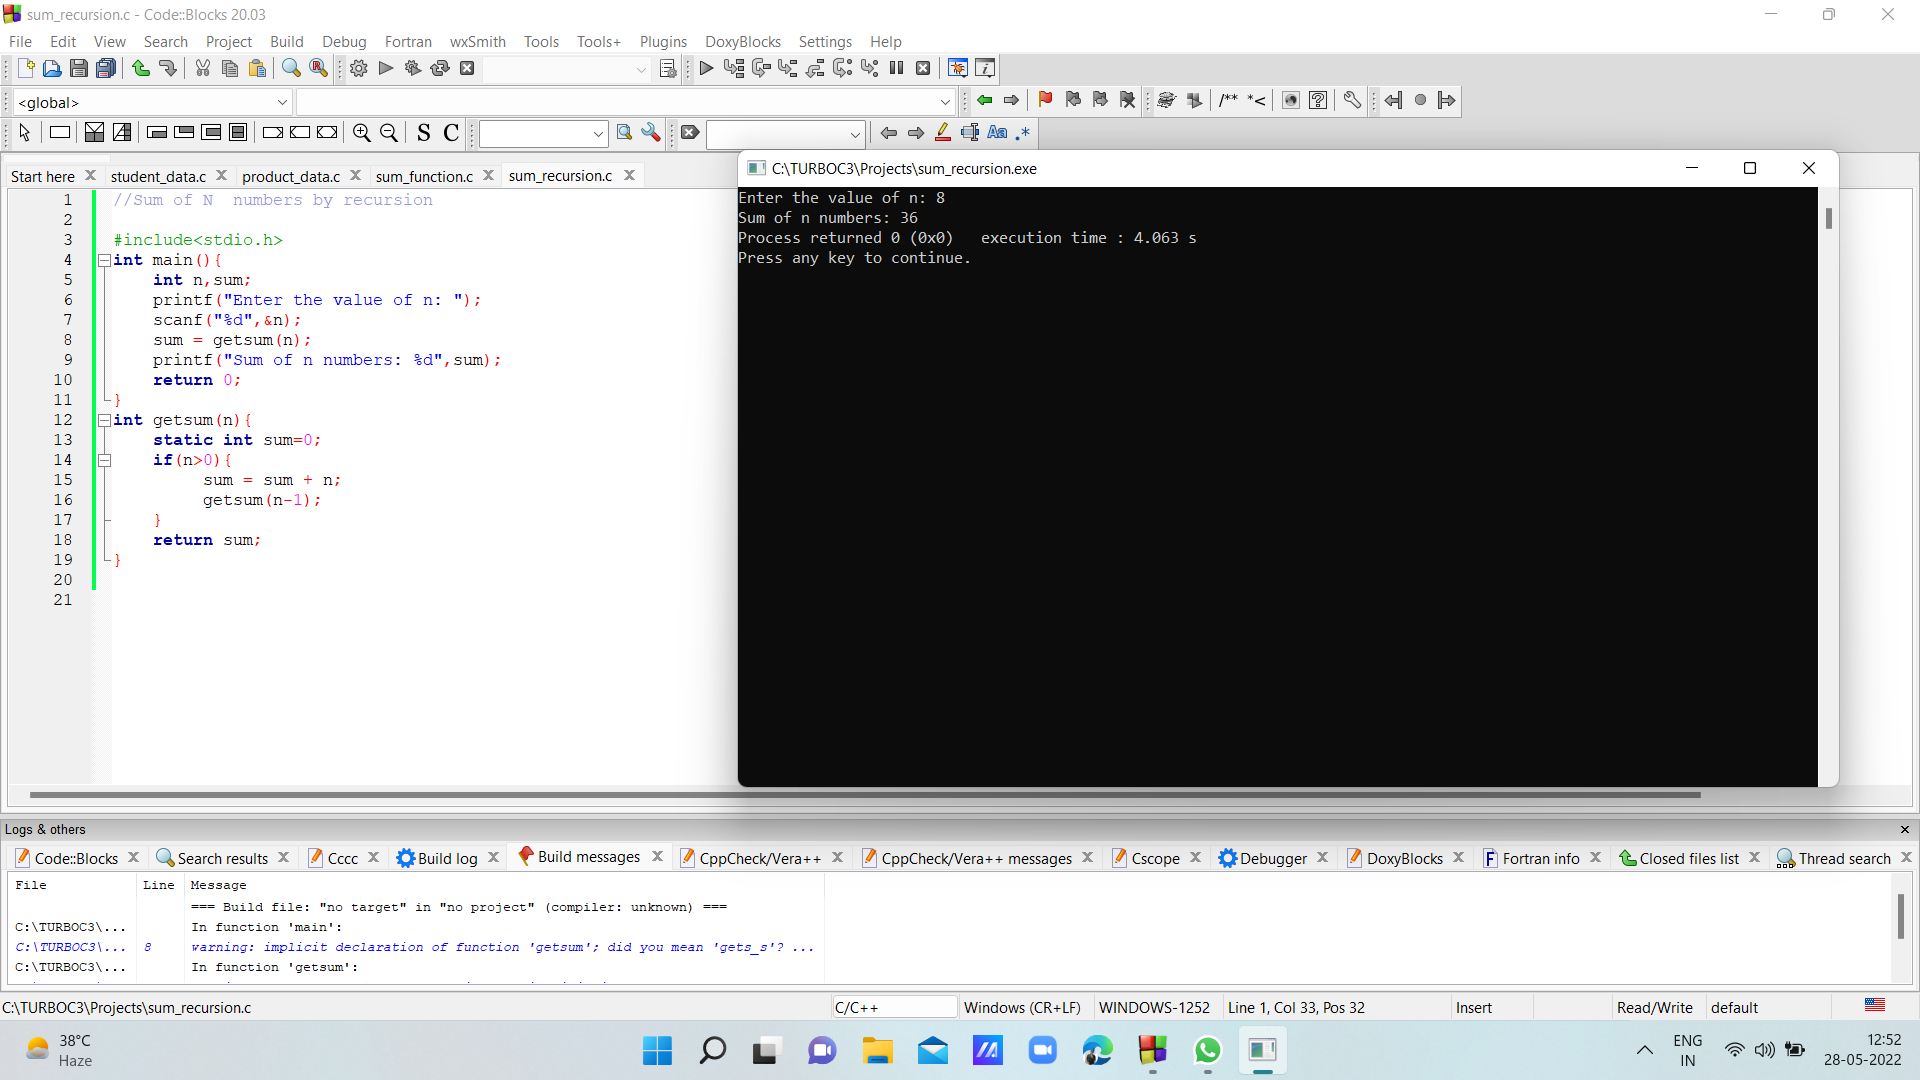 sum_recursion.c - Code::Blocks 20.03
File Edit View Search Project Build Debug Fortran wxSmith Tools Tools+ Plugins DoxyBlocks Settings Help
<global>
/** *<
S C
Aa .*
Start here student_data.c product_data.c sum_function.c sum_recursion.c
1 //Sum of N  numbers by recursion
2
3 #include<stdio.h>
4 int main(){
5 int n,sum;
6 printf("Enter the value of n: ");
7 scanf("%d",&n);
8 sum = getsum(n);
9 printf("Sum of n numbers: %d",sum);
10 return 0;
11 }
12 int getsum(n){
13 static int sum=0;
14 if(n>0){
15 sum = sum + n;
16 getsum(n-1);
17 }
18 return sum;
19 }
20
21
C:\TURBOC3\Projects\sum_recursion.exe
Enter the value of n: 8
Sum of n numbers: 36
Process returned 0 (0x0)   execution time : 4.063 s
Press any key to continue.
Logs & others
Code::Blocks Search results Cccc Build log Build messages CppCheck/Vera++ CppCheck/Vera++ messages Cscope Debugger DoxyBlocks Fortran info Closed files list Thread search
File Line Message
=== Build file: "no target" in "no project" (compiler: unknown) ===
C:\TURBOC3\... In function 'main':
C:\TURBOC3\... 8 warning: implicit declaration of function 'getsum'; did you mean 'gets_s'? ...
C:\TURBOC3\... In function 'getsum':
C:\TURBOC3\Projects\sum_recursion.c C/C++ Windows (CR+LF) WINDOWS-1252 Line 1, Col 33, Pos 32 Insert Read/Write default
38°C
Haze
ENG
IN
12:52
28-05-2022